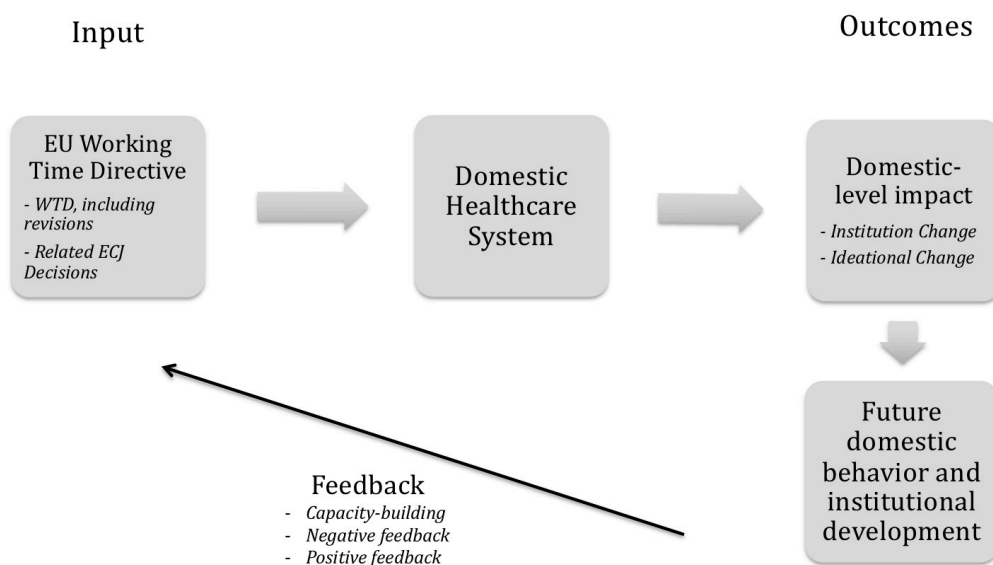 Input
Outcomes
EU Working
Time Directive
- WTD, including
revisions
- Related ECJ
Decisions
Domestic
Healthcare
System
Domestic-
level impact
- Institution Change
- Ideational Change
Future
domestic
behavior and
institutional
development
Feedback
- Capacity-building
- Negative feedback
- Positive feedback